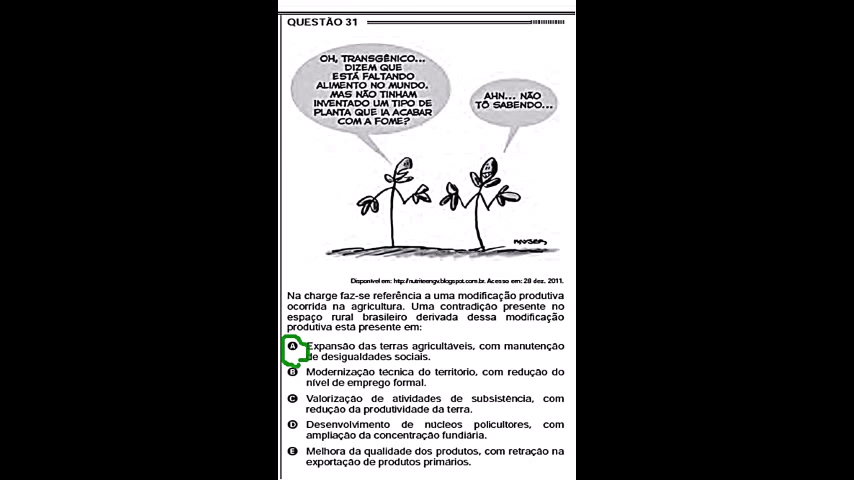 QUESTÃO 31
OH, TRANSGÊNICO...
DIZEM QUE
ESTÁ FALTANDO
ALIMENTO NO MUNDO.
MAS NÃO TINHAM
INVENTADO UM TIPO DE
PLANTA QUE IA ACABAR
COM A FOME?
AHN... NÃO
TÔ SABENDO...
Disponível em: http://nutriteengv.blogspot.com.br. Acesso em: 28 dez. 2011.
Na charge faz-se referência a uma modificação produtiva
ocorrida na agricultura. Uma contradição presente no
espaço rural brasileiro derivada dessa modificação
produtiva está presente em:
A Expansão das terras agricultáveis, com manutenção
de desigualdades sociais.
B Modernização técnica do território, com redução do
nível de emprego formal.
C Valorização de atividades de subsistência, com
redução da produtividade da terra.
D Desenvolvimento de núcleos policultores, com
ampliação da concentração fundiária.
E Melhora da qualidade dos produtos, com retração na
exportação de produtos primários.